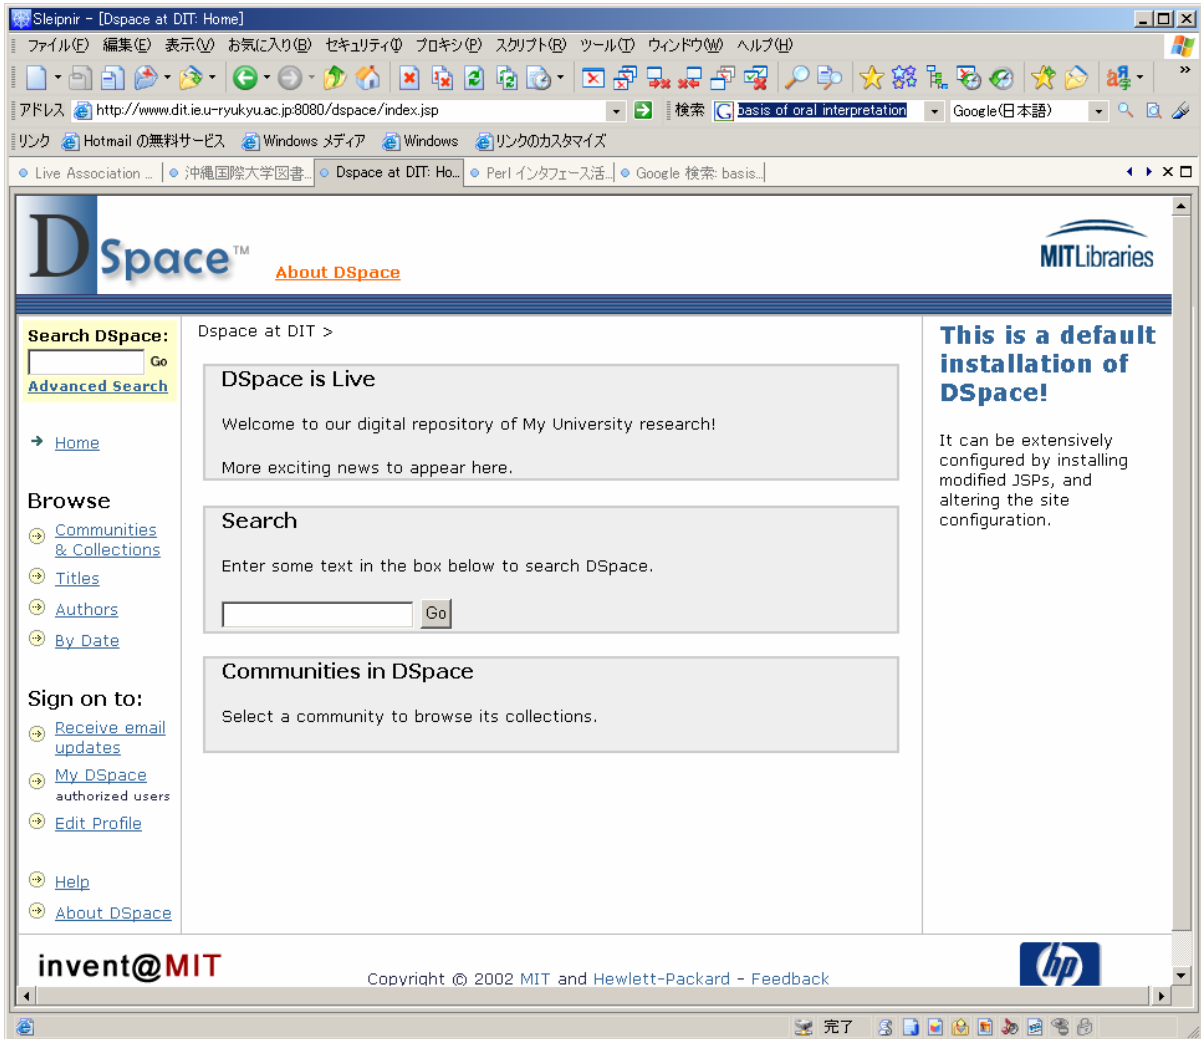 Sleipnir - [Dspace at DIT: Home]
ファイル(F) 編集(E) 表示(V) お気に入り(B) セキュリティ(I) プロキシ(P) スクリプト(R) ツール(T) ウィンドウ(W) ヘルプ(H)
アドレス http://www.dit.ie.u-ryukyu.ac.jp:8080/dspace/index.jsp 検索 basis of oral interpretation Google(日本語)
リンク Hotmail の無料サービス Windows メディア Windows リンクのカスタマイズ
Live Association ... 沖縄国際大学図書... Dspace at DIT: Ho... Perl インタフェース活... Google 検索: basis...
DSpace™
About DSpace
MITLibraries
Search DSpace:
Go
Advanced Search
Home
Browse
Communities
& Collections
Titles
Authors
By Date
Sign on to:
Receive email
updates
My DSpace
authorized users
Edit Profile
Help
About DSpace
Dspace at DIT >
DSpace is Live
Welcome to our digital repository of My University research!
More exciting news to appear here.
Search
Enter some text in the box below to search DSpace.
Go
Communities in DSpace
Select a community to browse its collections.
This is a default
installation of
DSpace!
It can be extensively
configured by installing
modified JSPs, and
altering the site
configuration.
invent@MIT
Copyright © 2002 MIT and Hewlett-Packard - Feedback
hp
完了